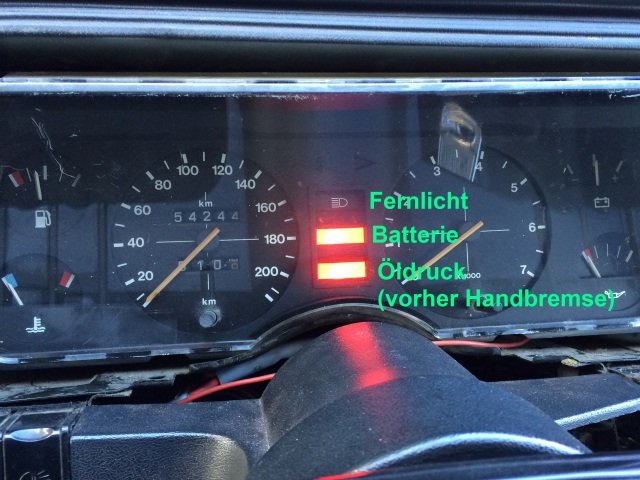 80 100 120
3 4
60 140 5
km
40 160 6
54244
Fernlicht
180
Batterie
20 200 7
Öldruck
(vorher Handbremse)
km